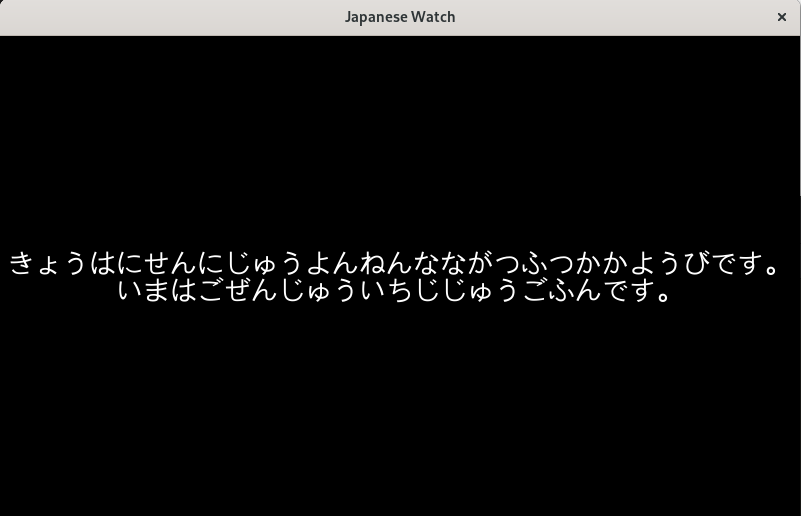 Japanese Watch
きょうはにせんにじゅうよんねんなながつふつかかようびです。
いまはごぜんじゅういちじじゅうごふんです。